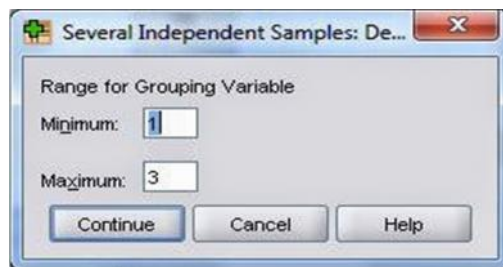 Several Independent Samples: De...
Range for Grouping Variable
Minimum: 1
Maximum: 3
Continue Cancel Help